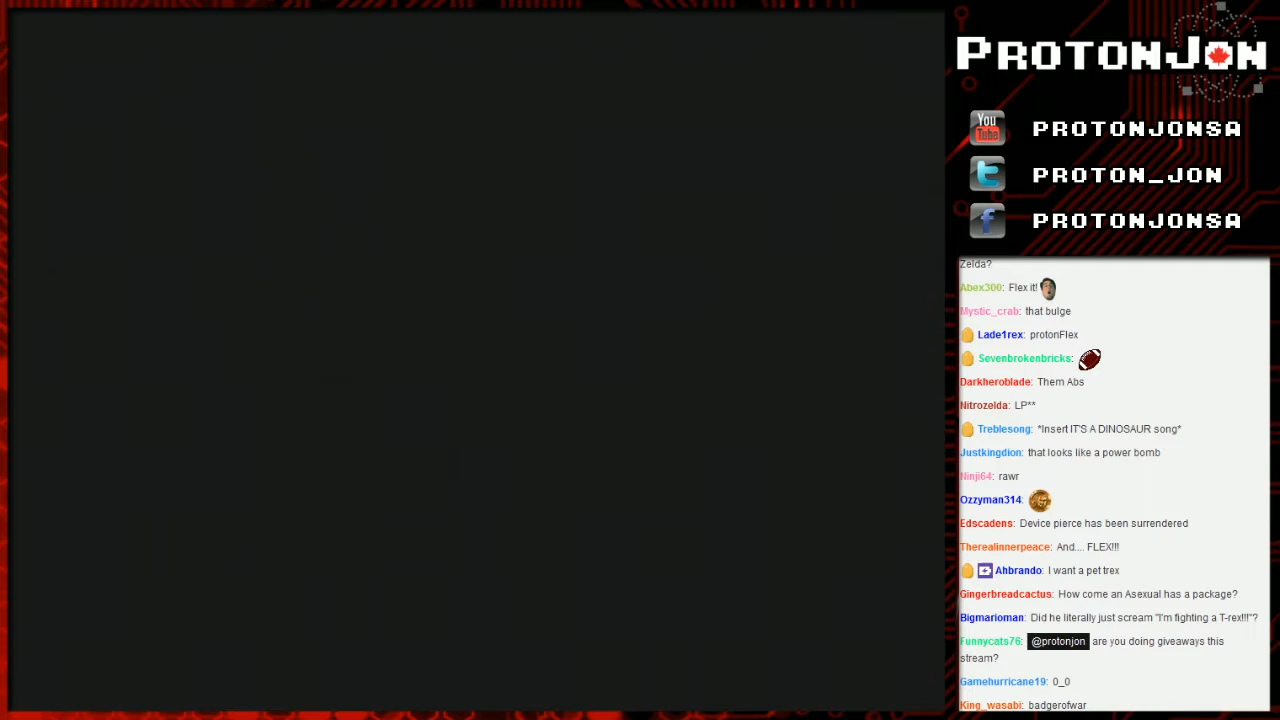 PROTONJON
You
Tube
PROTONJONSA
PROTON_JON
PROTONJONSA
Zelda?
Abex300: Flex it!
Mystic_crab: that bulge
Lade1rex: protonFlex
Sevenbrokenbricks:
Darkheroblade: Them Abs
Nitrozelda: LP**
Treblesong: *Insert IT'S A DINOSAUR song*
Justkingdion: that looks like a power bomb
Ninji64: rawr
Ozzyman314:
Edscadens: Device pierce has been surrendered
Therealinnerpeace: And.... FLEX!!!
Ahbrando: I want a pet trex
Gingerbreadcactus: How come an Asexual has a package?
Bigmarioman: Did he literally just scream "I'm fighting a T-rex!!!"?
Funnycats76: @protonjon are you doing giveaways this
stream?
Gamehurricane19: 0_0
King_wasabi: badgerofwar